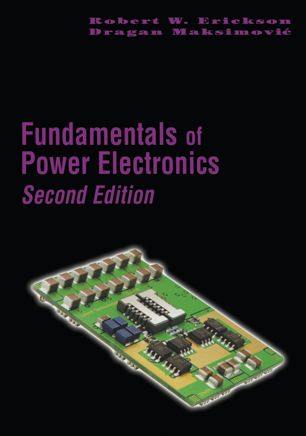 Robert W. Erickson
Dragan Maksimović
Fundamentals of
Power Electronics
Second Edition